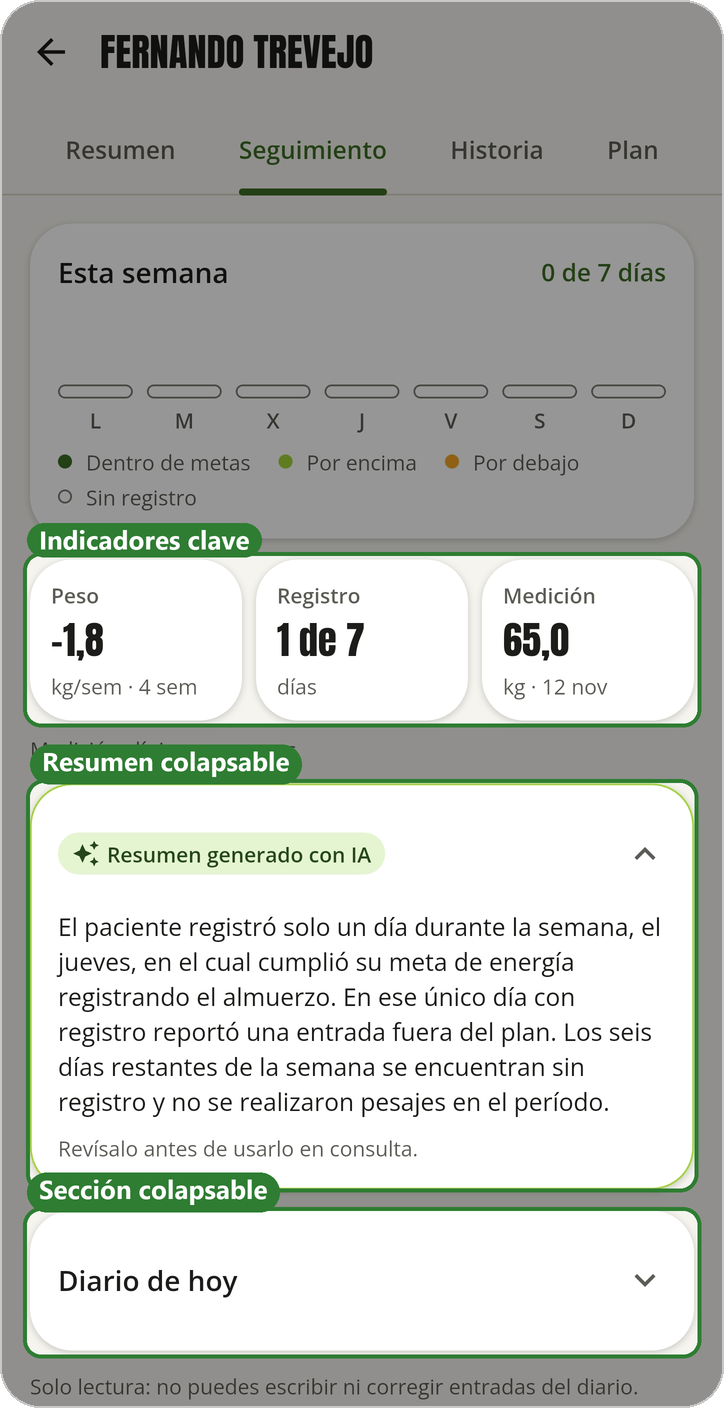 FERNANDO TREVEJO
Resumen Seguimiento Historia Plan
Esta semana 0 de 7 días
L M X J V S D
Dentro de metas Por encima Por debajo
Sin registro
Indicadores clave
Peso
-1,8
kg/sem · 4 sem
Registro
1 de 7
días
Medición
65,0
kg · 12 nov
Resumen colapsable
Resumen generado con IA
El paciente registró solo un día durante la semana, el
jueves, en el cual cumplió su meta de energía
registrando el almuerzo. En ese único día con
registro reportó una entrada fuera del plan. Los seis
días restantes de la semana se encuentran sin
registro y no se realizaron pesajes en el período.
Revísalo antes de usarlo en consulta.
Sección colapsable
Diario de hoy
Solo lectura: no puedes escribir ni corregir entradas del diario.